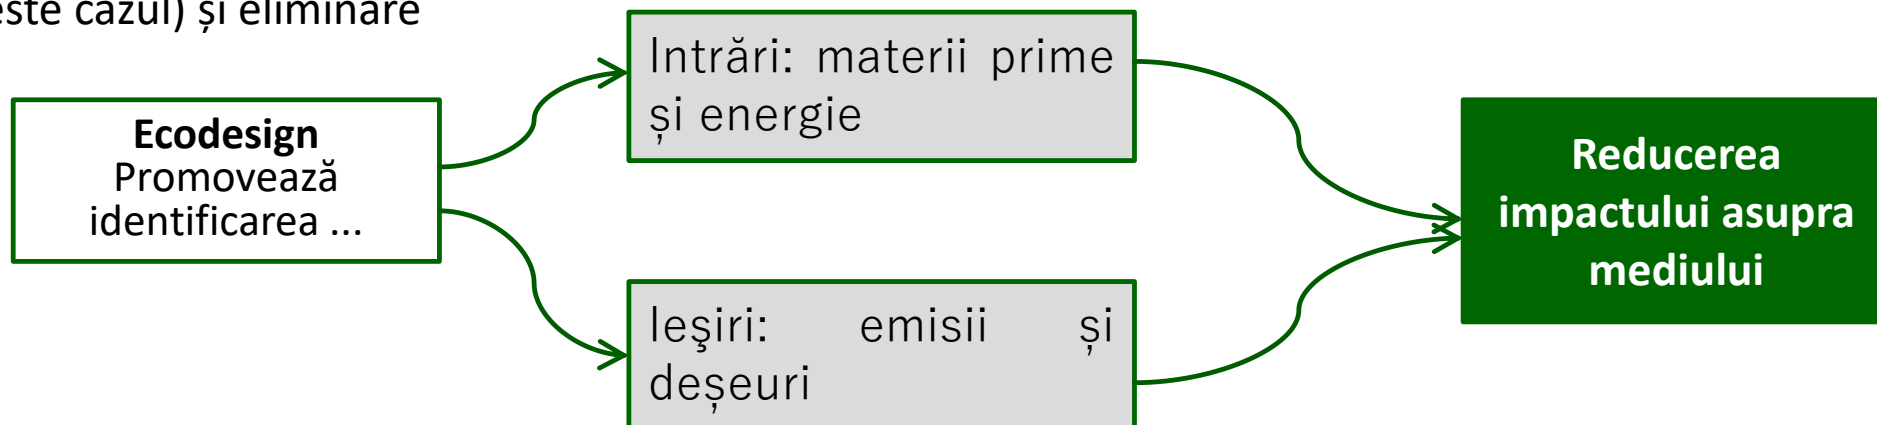 este cazul) și eliminare
Ecodesign
Promovează
identificarea ...
Intrări: materii prime
și energie
Ieşiri: emisii și
deșeuri
Reducerea
impactului asupra
mediului